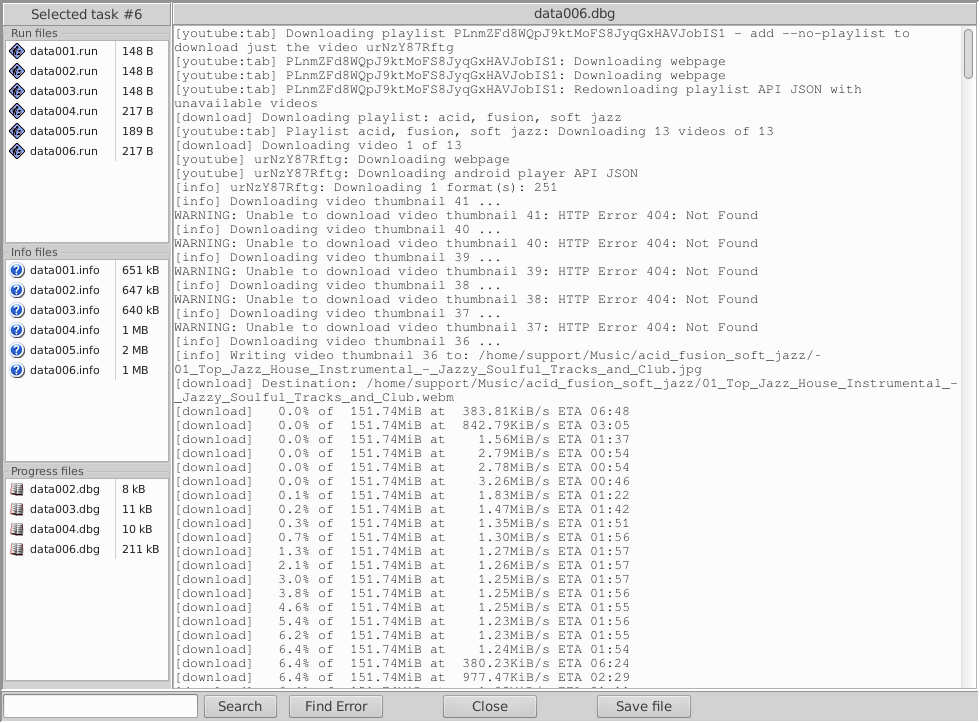 Selected task #6
data006.dbg
Run files
data001.run 148 B
data002.run 148 B
data003.run 148 B
data004.run 217 B
data005.run 189 B
data006.run 217 B
Info files
data001.info 651 kB
data002.info 647 kB
data003.info 640 kB
data004.info 1 MB
data005.info 2 MB
data006.info 1 MB
Progress files
data002.dbg 8 kB
data003.dbg 11 kB
data004.dbg 10 kB
data006.dbg 211 kB
[youtube:tab] Downloading playlist PLnmZFd8WQpJ9ktMoFS8JyqGxHAVJobIS1 - add --no-playlist to
download just the video urNzY87Rftg
[youtube:tab] PLnmZFd8WQpJ9ktMoFS8JyqGxHAVJobIS1: Downloading webpage
[youtube:tab] PLnmZFd8WQpJ9ktMoFS8JyqGxHAVJobIS1: Downloading webpage
[youtube:tab] PLnmZFd8WQpJ9ktMoFS8JyqGxHAVJobIS1: Redownloading playlist API JSON with
unavailable videos
[download] Downloading playlist: acid, fusion, soft jazz
[youtube:tab] Playlist acid, fusion, soft jazz: Downloading 13 videos of 13
[download] Downloading video 1 of 13
[youtube] urNzY87Rftg: Downloading webpage
[youtube] urNzY87Rftg: Downloading android player API JSON
[info] urNzY87Rftg: Downloading 1 format(s): 251
[info] Downloading video thumbnail 41 ...
WARNING: Unable to download video thumbnail 41: HTTP Error 404: Not Found
[info] Downloading video thumbnail 40 ...
WARNING: Unable to download video thumbnail 40: HTTP Error 404: Not Found
[info] Downloading video thumbnail 39 ...
WARNING: Unable to download video thumbnail 39: HTTP Error 404: Not Found
[info] Downloading video thumbnail 38 ...
WARNING: Unable to download video thumbnail 38: HTTP Error 404: Not Found
[info] Downloading video thumbnail 37 ...
WARNING: Unable to download video thumbnail 37: HTTP Error 404: Not Found
[info] Downloading video thumbnail 36 ...
[info] Writing video thumbnail 36 to: /home/support/Music/acid_fusion_soft_jazz/-
01_Top_Jazz_House_Instrumental_-_Jazzy_Soulful_Tracks_and_Club.jpg
[download] Destination: /home/support/Music/acid_fusion_soft_jazz/01_Top_Jazz_House_Instrumental_-
_Jazzy_Soulful_Tracks_and_Club.webm
[download] 0.0% of 151.74MiB at 383.81KiB/s ETA 06:48
[download] 0.0% of 151.74MiB at 842.79KiB/s ETA 03:05
[download] 0.0% of 151.74MiB at 1.56MiB/s ETA 01:37
[download] 0.0% of 151.74MiB at 2.79MiB/s ETA 00:54
[download] 0.0% of 151.74MiB at 2.78MiB/s ETA 00:54
[download] 0.0% of 151.74MiB at 3.26MiB/s ETA 00:46
[download] 0.1% of 151.74MiB at 1.83MiB/s ETA 01:22
[download] 0.2% of 151.74MiB at 1.47MiB/s ETA 01:42
[download] 0.3% of 151.74MiB at 1.35MiB/s ETA 01:51
[download] 0.7% of 151.74MiB at 1.30MiB/s ETA 01:56
[download] 1.3% of 151.74MiB at 1.27MiB/s ETA 01:57
[download] 2.1% of 151.74MiB at 1.26MiB/s ETA 01:57
[download] 3.0% of 151.74MiB at 1.25MiB/s ETA 01:57
[download] 3.8% of 151.74MiB at 1.25MiB/s ETA 01:56
[download] 4.6% of 151.74MiB at 1.25MiB/s ETA 01:55
[download] 5.4% of 151.74MiB at 1.23MiB/s ETA 01:56
[download] 6.2% of 151.74MiB at 1.23MiB/s ETA 01:55
[download] 6.4% of 151.74MiB at 1.24MiB/s ETA 01:54
[download] 6.4% of 151.74MiB at 380.23KiB/s ETA 06:24
[download] 6.4% of 151.74MiB at 977.47KiB/s ETA 02:29
Search
Find Error
Close
Save file